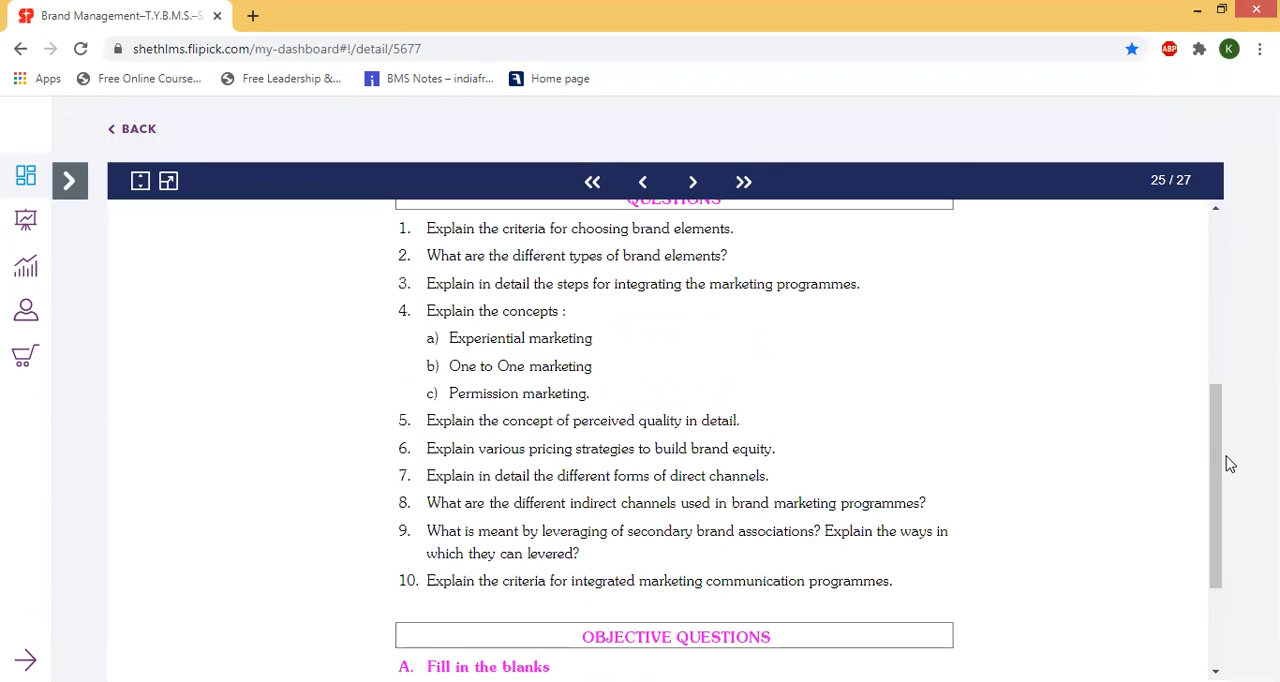 Brand Management–T.Y.B.M.S.–S
shethlms.flipick.com/my-dashboard#!/detail/5677
ABP
K
Apps
Free Online Course...
Free Leadership &...
BMS Notes – indiafr...
Home page
BACK
25 / 27
QUESTIONS
1. Explain the criteria for choosing brand elements.
2. What are the different types of brand elements?
3. Explain in detail the steps for integrating the marketing programmes.
4. Explain the concepts :
a) Experiential marketing
b) One to One marketing
c) Permission marketing.
5. Explain the concept of perceived quality in detail.
6. Explain various pricing strategies to build brand equity.
7. Explain in detail the different forms of direct channels.
8. What are the different indirect channels used in brand marketing programmes?
9. What is meant by leveraging of secondary brand associations? Explain the ways in
which they can levered?
10. Explain the criteria for integrated marketing communication programmes.
OBJECTIVE QUESTIONS
A. Fill in the blanks